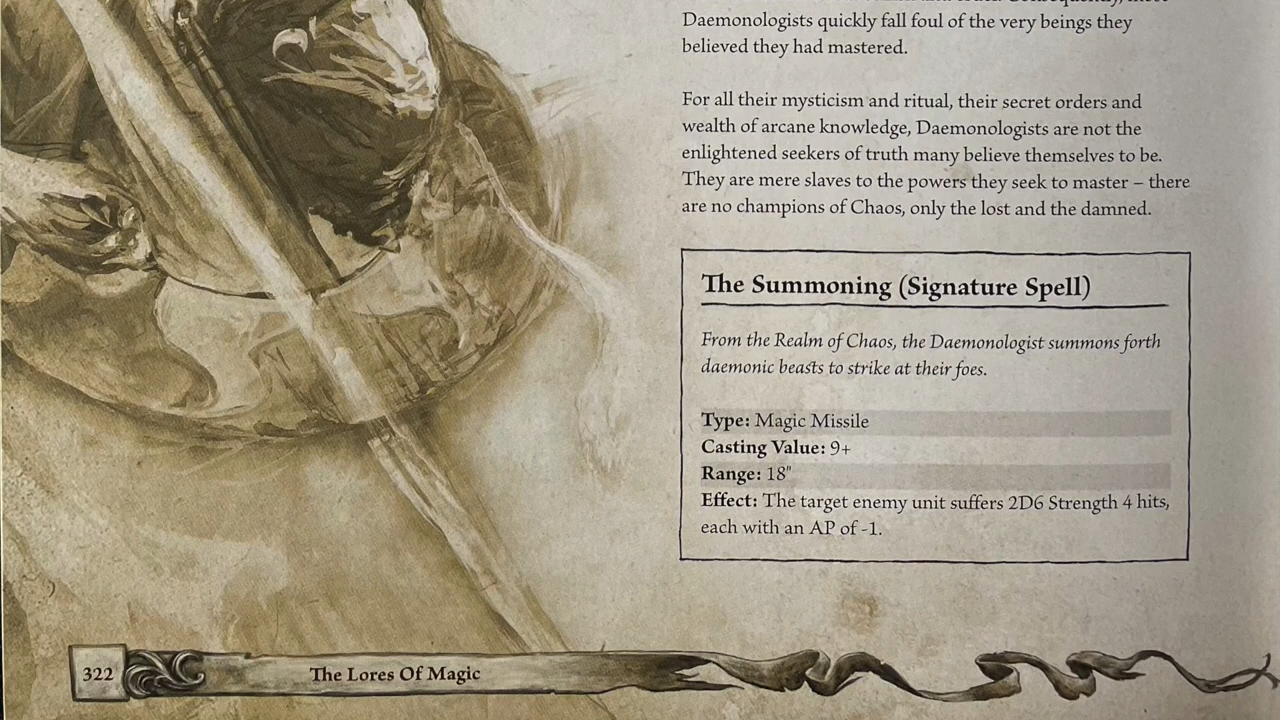 Daemonologists quickly fall foul of the very beings they
believed they had mastered.
For all their mysticism and ritual, their secret orders and
wealth of arcane knowledge, Daemonologists are not the
enlightened seekers of truth many believe themselves to be.
They are mere slaves to the powers they seek to master – there
are no champions of Chaos, only the lost and the damned.
The Summoning (Signature Spell)
From the Realm of Chaos, the Daemonologist summons forth
daemonic beasts to strike at their foes.
Type: Magic Missile
Casting Value: 9+
Range: 18"
Effect: The target enemy unit suffers 2D6 Strength 4 hits,
each with an AP of -1.
322 The Lores Of Magic